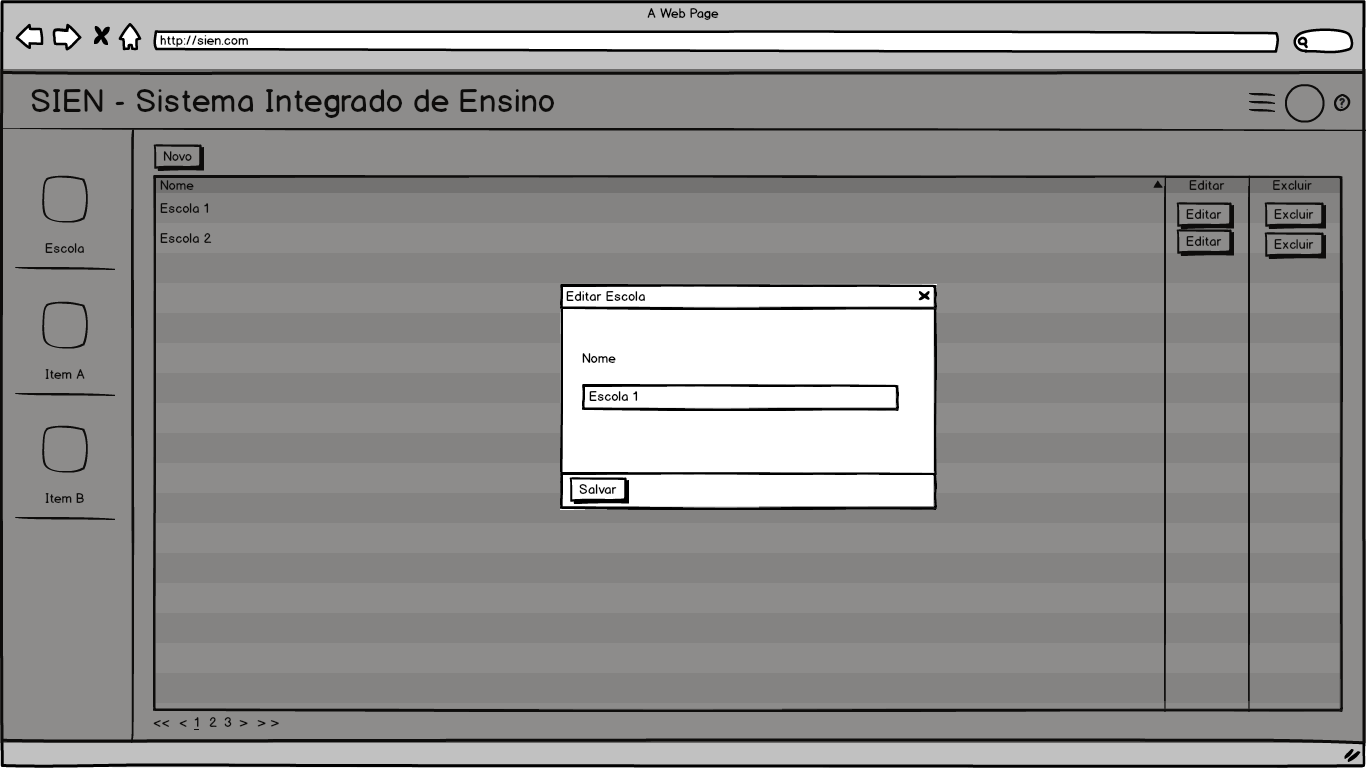 A Web Page
http://sien.com
SIEN - Sistema Integrado de Ensino
?
Novo
Nome Editar Excluir
Escola 1 Editar Excluir
Escola 2 Editar Excluir
Escola
Item A
Item B
Editar Escola
Nome
Escola 1
Salvar
<< < 1 2 3 > >>